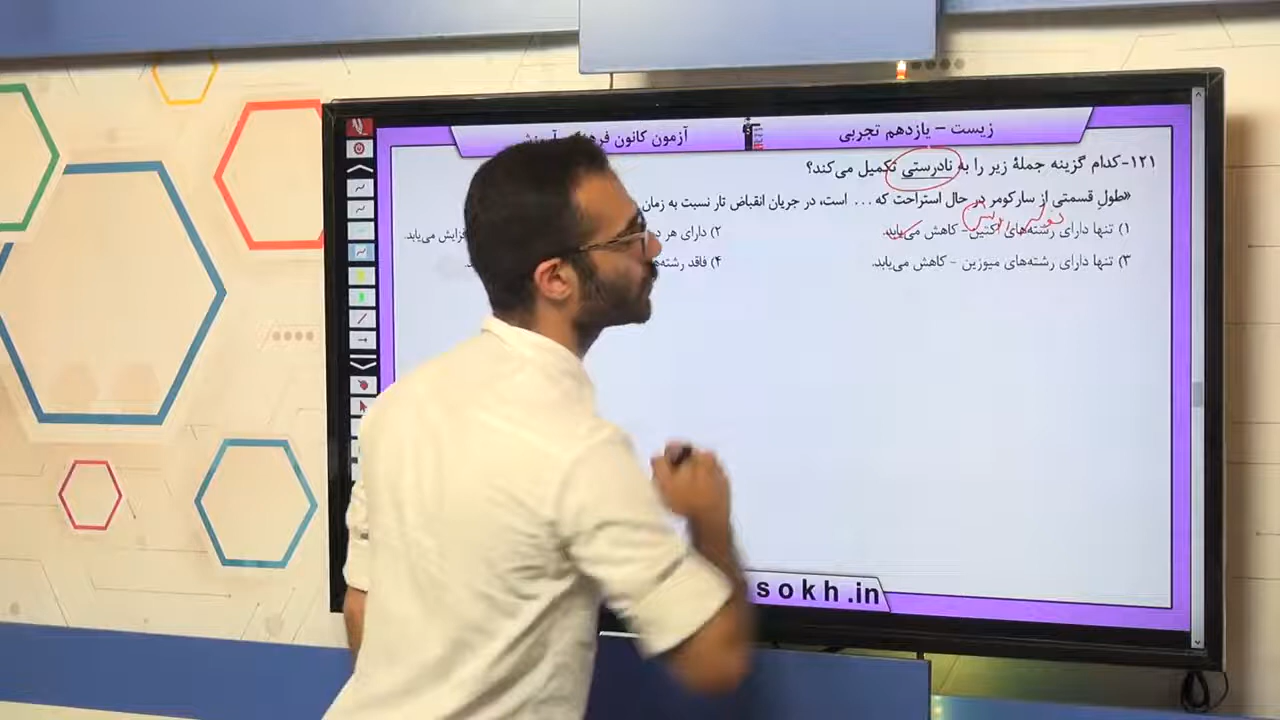 زیست – یازدهم تجربی
آزمون کانون
۱۲۱-کدام گزینه جملهٔ زیر را به نادرستی تکمیل می‌کند؟
«طولِ قسمتی از سارکومر در حال استراحت که ... است، در جریان انقباض تار نسبت به زمان
۱) تنها دارای رشته‌های اکتین- کاهش می‌یابد.
۲) دارای هر د
فزایش می‌یابد.
۳) تنها دارای رشته‌های میوزین - کاهش می‌یابد.
۴) فاقد رشته‌ه
sokh.in